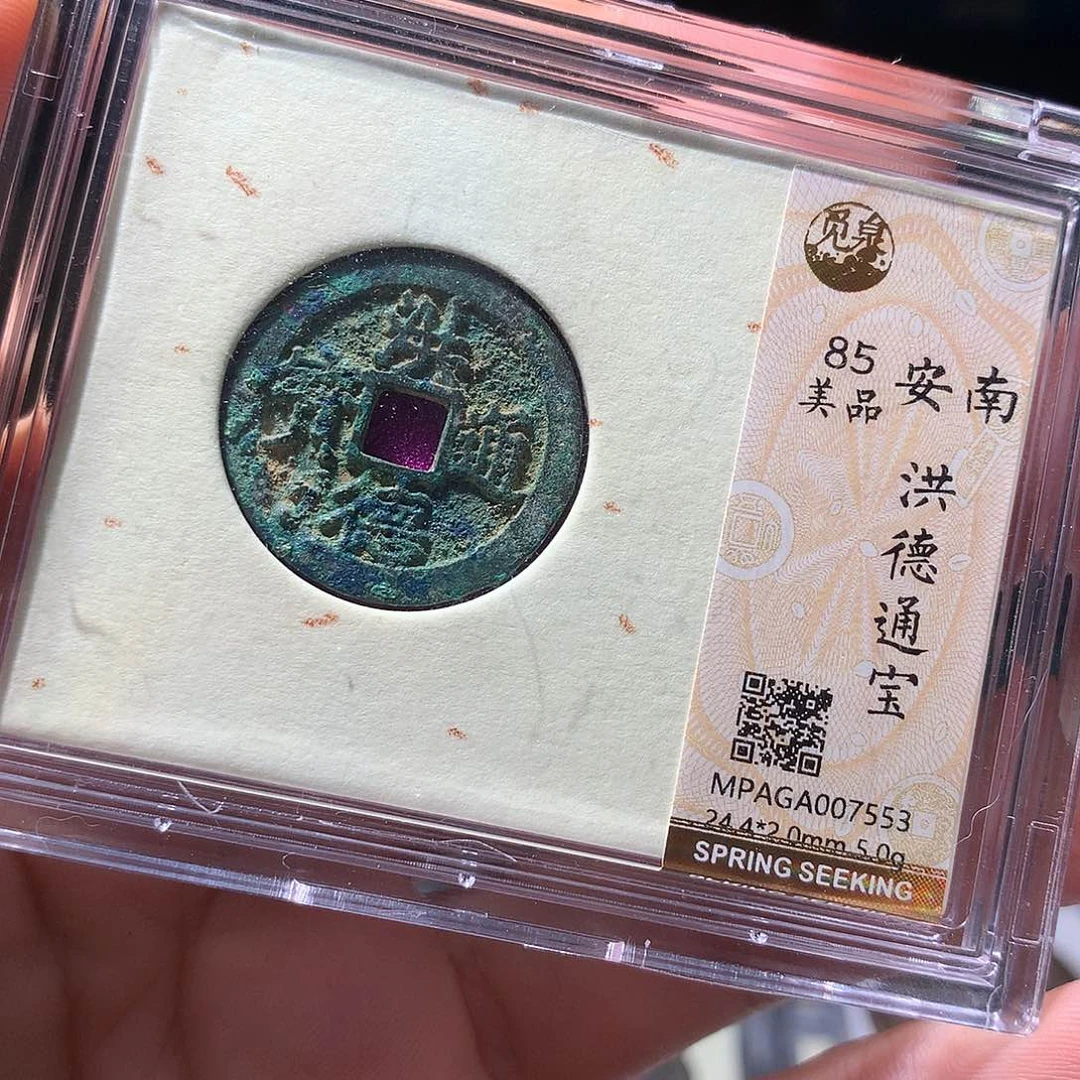 洪德通寶
觅泉
85
美品
安南
洪德通宝
MPAGA007553
24.4*2.0mm 5.0g
SPRING SEEKING